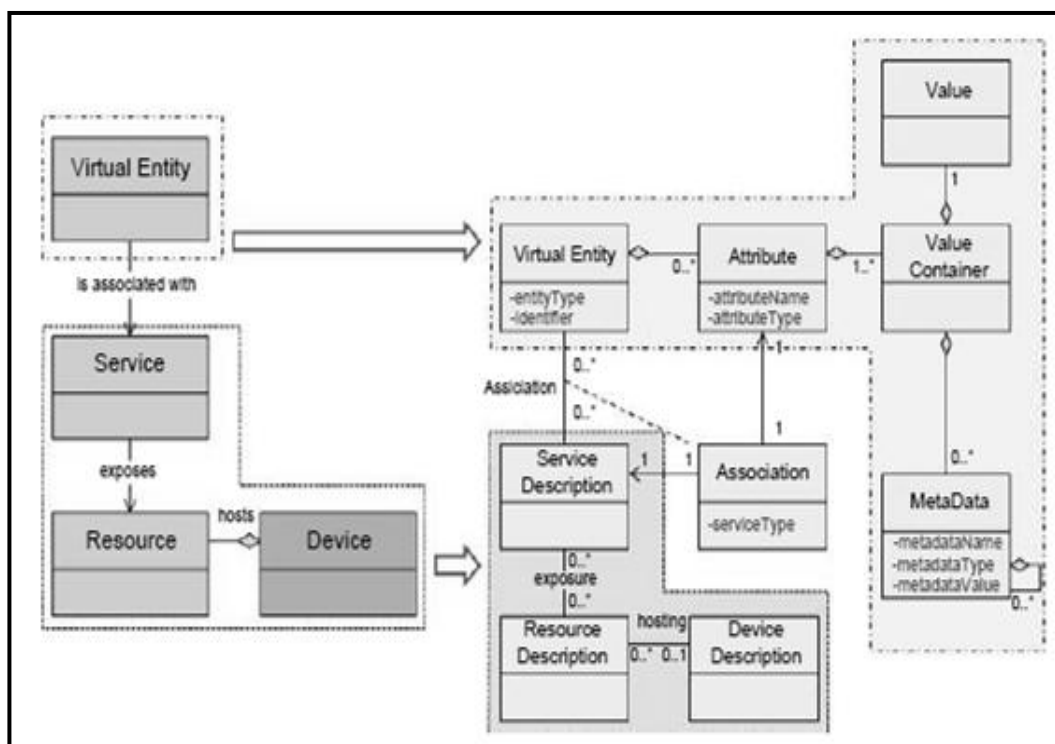 Virtual Entity
is associated with
Service
exposes
Resource
hosts
Device
Virtual Entity
-entityType
-identifier
0..*
Attribute
-attributeName
-attributeType
1..*
Value
Container
1
Value
0..*
MetaData
-metadataName
-metadataType
-metadataValue
0..*
0..*
Assiciation
0..*
1
1
Service
Description
1
1
Association
-serviceType
0..*
exposure
0..*
Resource
Description
hosting
0..*
0..1
Device
Description